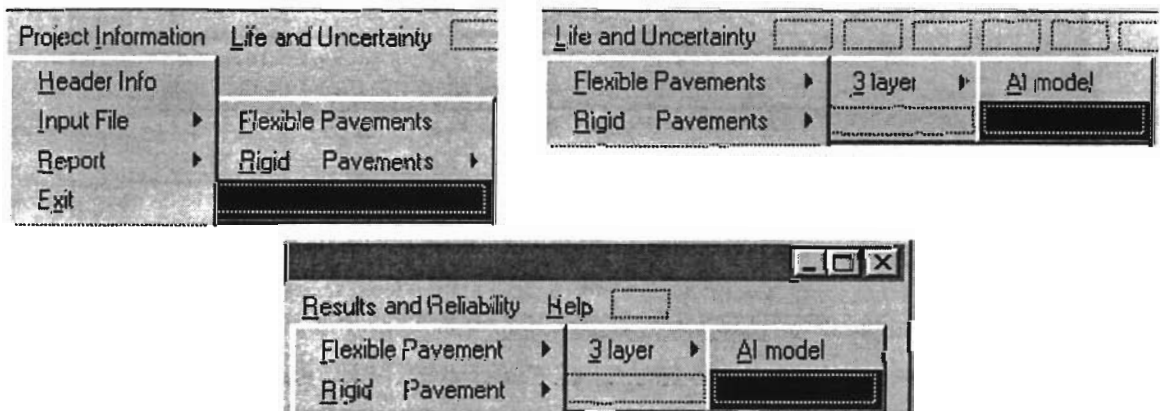 Project Information Life and Uncertainty
Header Info
Input File
Report
Exit
Flexible Pavements
Rigid Pavements
Life and Uncertainty
Flexible Pavements
Rigid Pavements
3 layer
AI model
Results and Reliability Help
Flexible Pavement
Rigid Pavement
3 layer
AI model